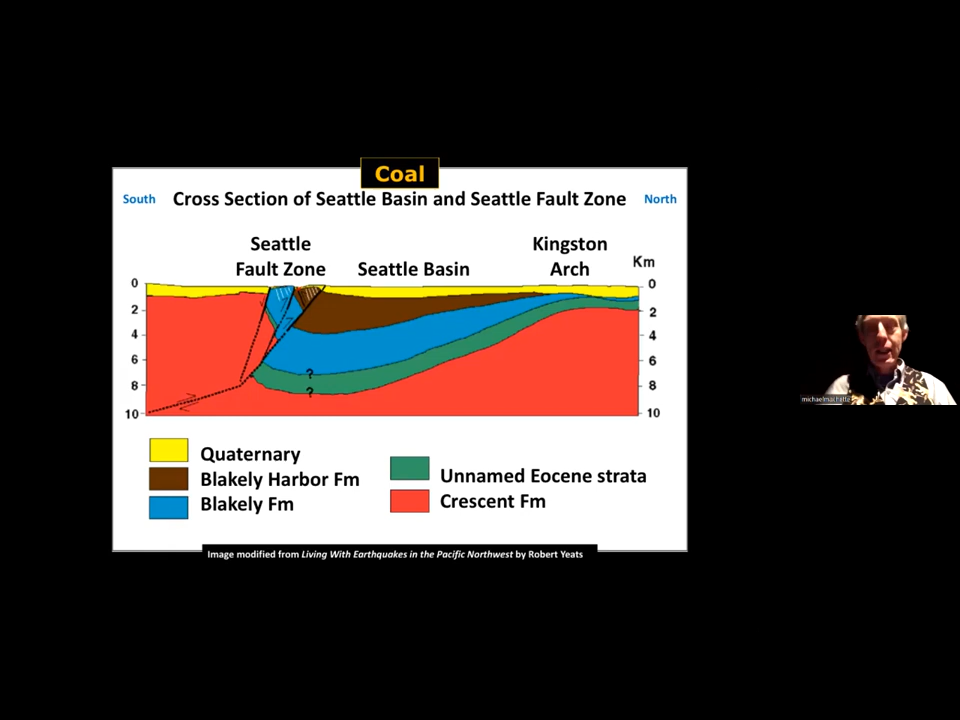 Coal
South Cross Section of Seattle Basin and Seattle Fault Zone North
Seattle
Fault Zone
Seattle Basin
Kingston
Arch
Km
0 0
2 2
4 4
6 6
8 8
10 10
?
?
Quaternary
Blakely Harbor Fm
Blakely Fm
Unnamed Eocene strata
Crescent Fm
Image modified from Living With Earthquakes in the Pacific Northwest by Robert Yeats